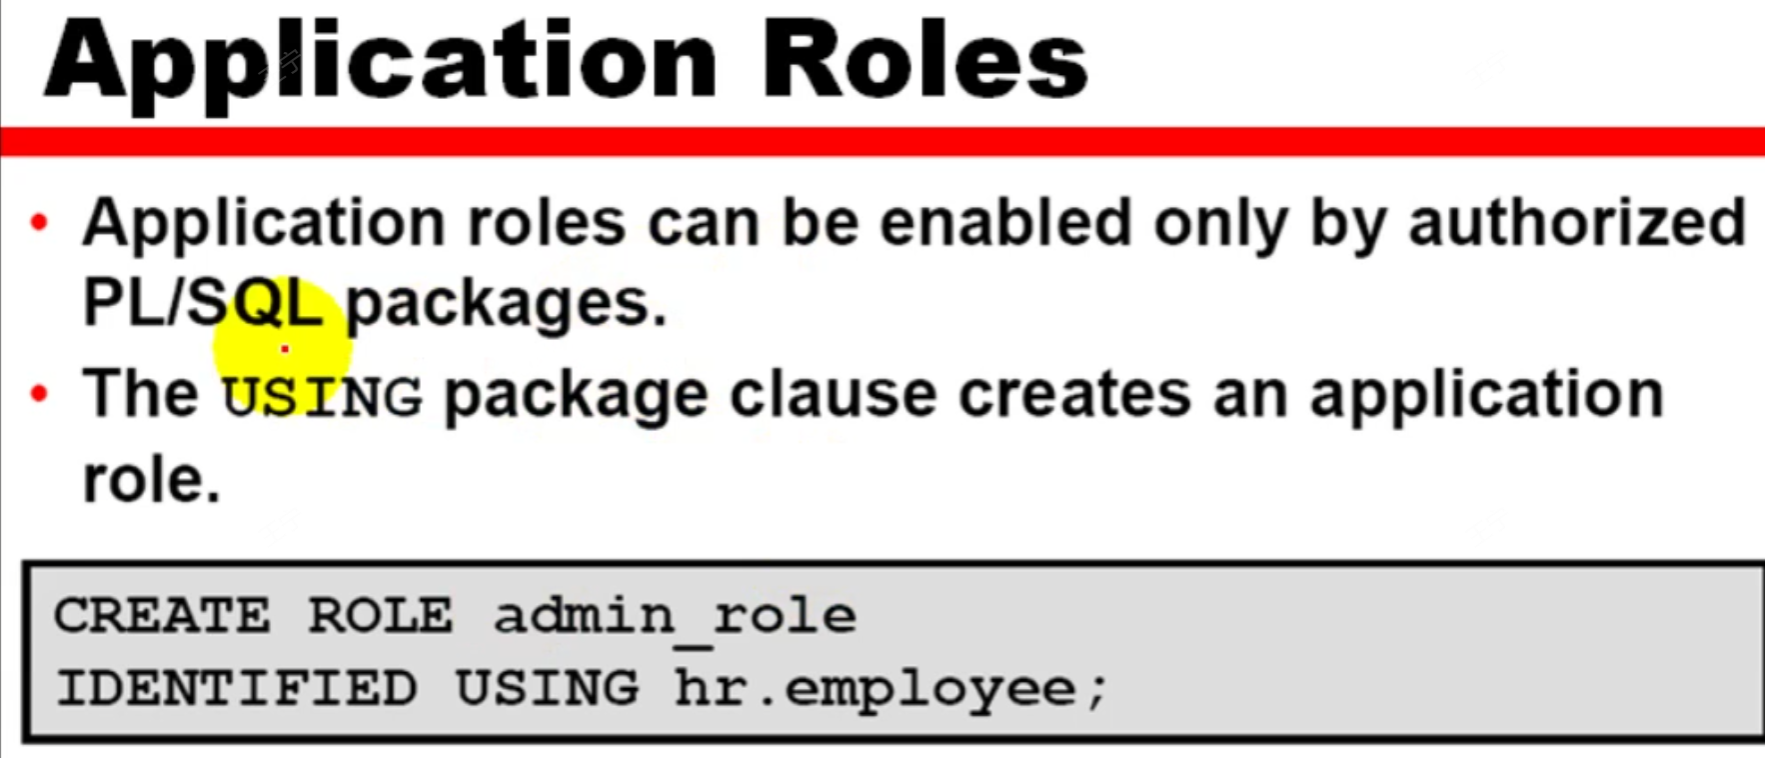 Application Roles
• Application roles can be enabled only by authorized
PL/SQL packages.
• The USING package clause creates an application
role.
CREATE ROLE admin_role
IDENTIFIED USING hr.employee;